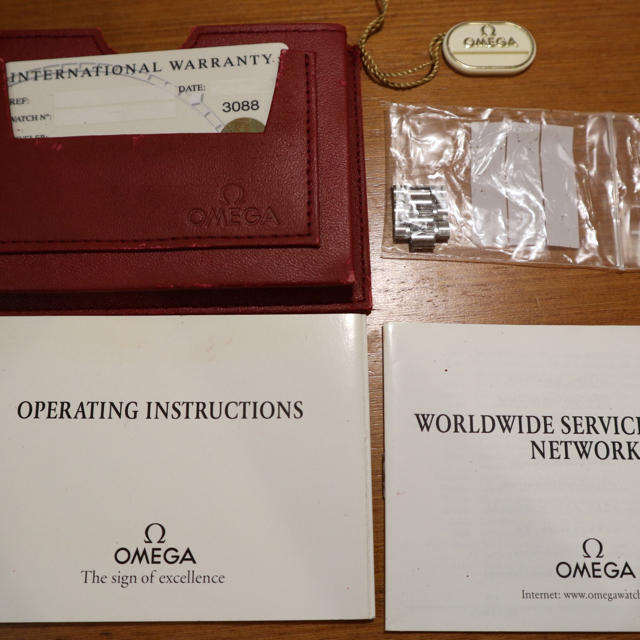 INTERNATIONAL WARRANTY
REF:
DATE:
WATCH Nº:
3088
Ω
OMEGA
Ω
OMEGA
OPERATING INSTRUCTIONS
Ω
OMEGA
The sign of excellence
WORLDWIDE SERVICE
NETWORK
Ω
OMEGA
Internet: www.omegawatch